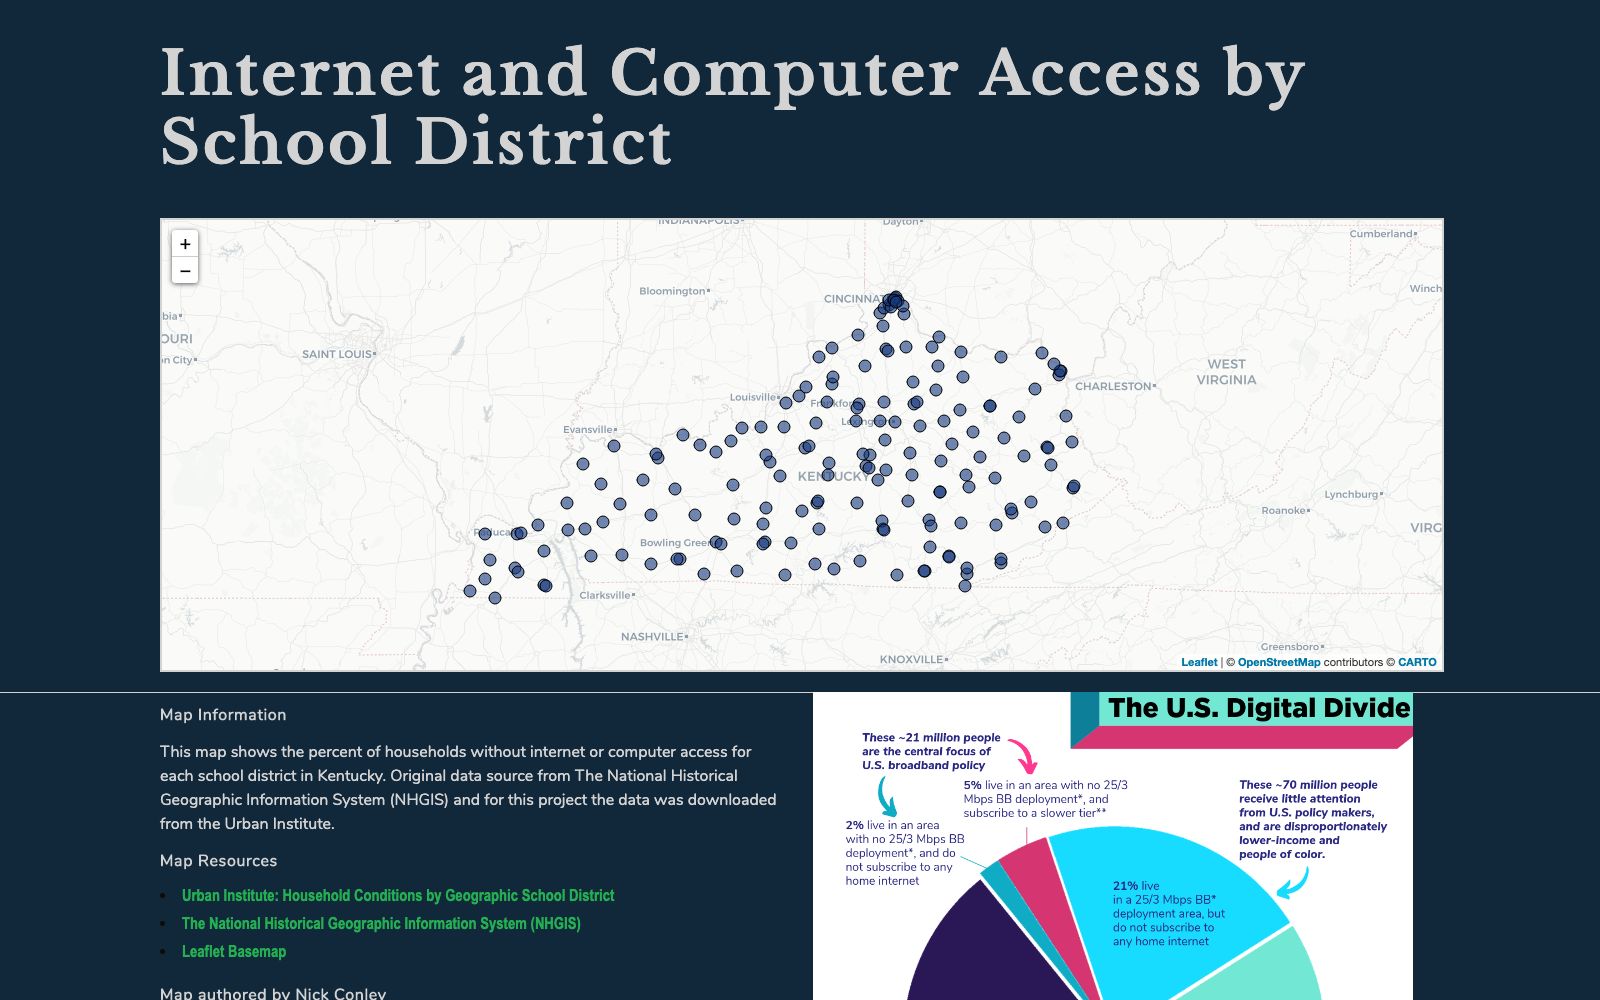 Internet and Computer Access by
School District
+
−
INDIANAPOLIS
Dayton
Cumberland
Bloomington
CINCINNAT
Winch
bia
OURI
n City
SAINT LOUIS
WEST
VIRGINIA
CHARLESTON
Louisville
Frankfort
Lexington
Evansville
KENTUCKY
Lynchburg
Roanoke
VIRG
Paducah
Bowling Green
Clarksville
NASHVILLE
Greensboro
KNOXVILLE
Leaflet | © OpenStreetMap contributors © CARTO
Map Information
This map shows the percent of households without internet or computer access for
each school district in Kentucky. Original data source from The National Historical
Geographic Information System (NHGIS) and for this project the data was downloaded
from the Urban Institute.
Map Resources
Urban Institute: Household Conditions by Geographic School District
The National Historical Geographic Information System (NHGIS)
Leaflet Basemap
Map authored by Nick Conley
The U.S. Digital Divide
These ~21 million people
are the central focus of
U.S. broadband policy
5% live in an area with no 25/3
Mbps BB deployment*, and
subscribe to a slower tier**
2% live in an area
with no 25/3 Mbps BB
deployment*, and do
not subscribe to any
home internet
These ~70 million people
receive little attention
from U.S. policy makers,
and are disproportionately
lower-income and
people of color.
21% live
in a 25/3 Mbps BB*
deployment area, but
do not subscribe to
any home internet